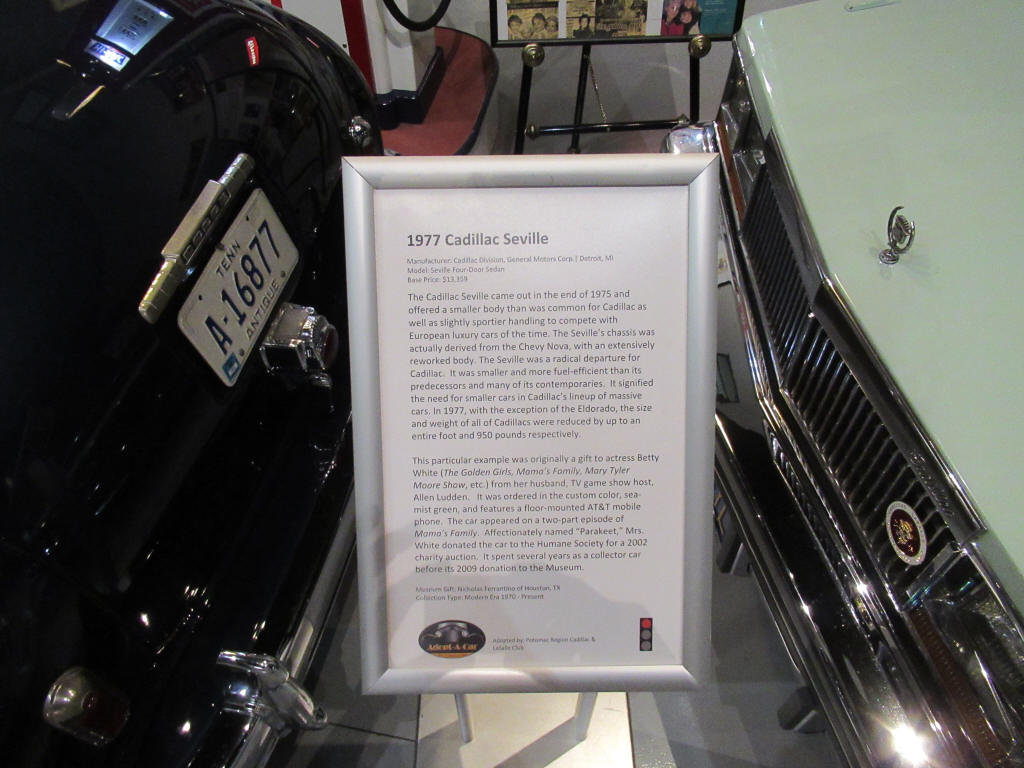 TENN
A-16877
ANTIQUE
1977 Cadillac Seville
Manufacturer: Cadillac Division, General Motors Corp. | Detroit, MI
Model: Seville Four-Door Sedan
Base Price: $13,359
The Cadillac Seville came out in the end of 1975 and
offered a smaller body than was common for Cadillac as
well as slightly sportier handling to compete with
European luxury cars of the time. The Seville's chassis was
actually derived from the Chevy Nova, with an extensively
reworked body. The Seville was a radical departure for
Cadillac. It was smaller and more fuel-efficient than its
predecessors and many of its contemporaries. It signified
the need for smaller cars in Cadillac's lineup of massive
cars. In 1977, with the exception of the Eldorado, the size
and weight of all of Cadillacs were reduced by up to an
entire foot and 950 pounds respectively.
This particular example was originally a gift to actress Betty
White (The Golden Girls, Mama's Family, Mary Tyler
Moore Show, etc.) from her husband, TV game show host,
Allen Ludden. It was ordered in the custom color, sea-
mist green, and features a floor-mounted AT&T mobile
phone. The car appeared on a two-part episode of
Mama's Family. Affectionately named "Parakeet," Mrs.
White donated the car to the Humane Society for a 2002
charity auction. It spent several years as a collector car
before its 2009 donation to the Museum.
Museum Gift: Nicholas Ferrantino of Houston, TX
Collection Type: Modern Era 1970 - Present
Adopt-A-Car
Adopted by: Potomac Region Cadillac &
LaSalle Club